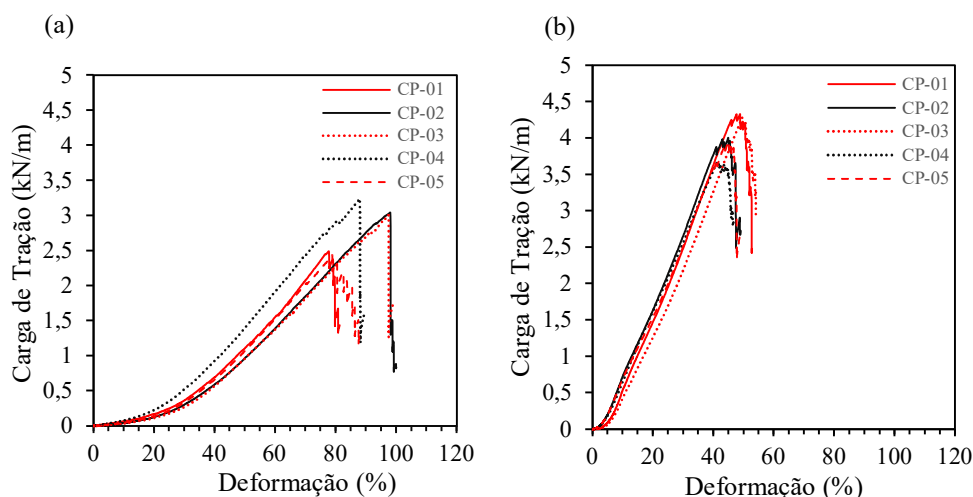 (a)
Carga de Tração (kN/m)
5
4,5
4
3,5
3
2,5
2
1,5
1
0,5
0
0 20 40 60 80 100 120
Deformação (%)
CP-01
CP-02
CP-03
CP-04
CP-05
(b)
Carga de Tração (kN/m)
5
4,5
4
3,5
3
2,5
2
1,5
1
0,5
0
0 20 40 60 80 100 120
Deformação (%)
CP-01
CP-02
CP-03
CP-04
CP-05